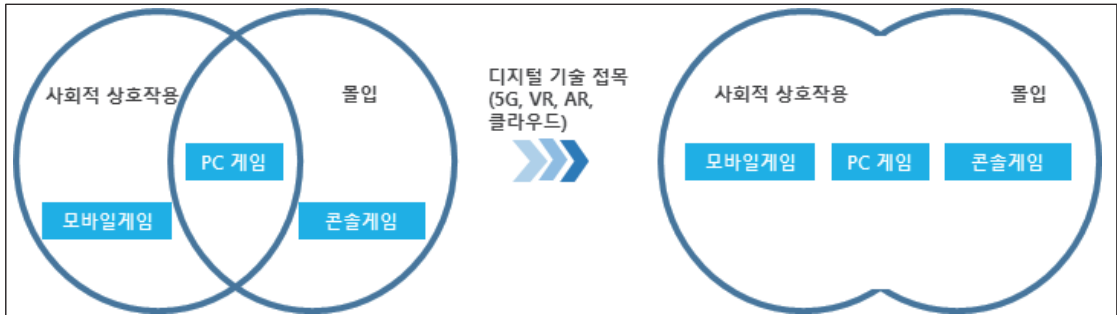 사회적 상호작용
몰입
PC 게임
모바일게임
콘솔게임
디지털 기술 접목
(5G, VR, AR,
클라우드)
사회적 상호작용
몰입
모바일게임
PC 게임
콘솔게임